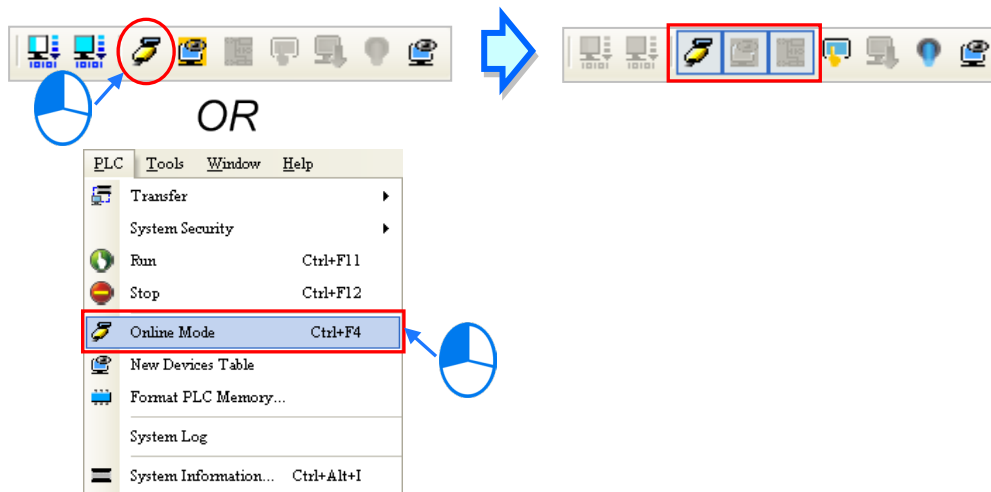 OR
PLC Tools Window Help
Transfer
System Security
Run Ctrl+F11
Stop Ctrl+F12
Online Mode Ctrl+F4
New Devices Table
Format PLC Memory...
System Log
System Information... Ctrl+Alt+I